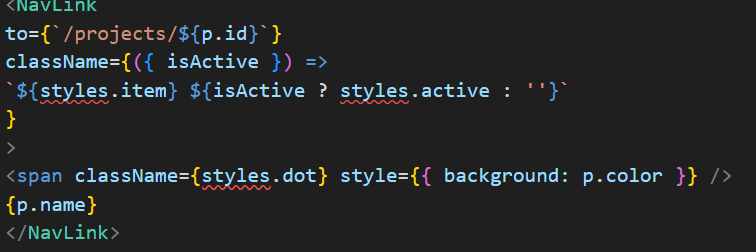 <NavLink
to={`/projects/${p.id}`}
className={({ isActive }) =>
`${styles.item} ${isActive ? styles.active : ''}`
}
>
<span className={styles.dot} style={{ background: p.color }} />
{p.name}
</NavLink>